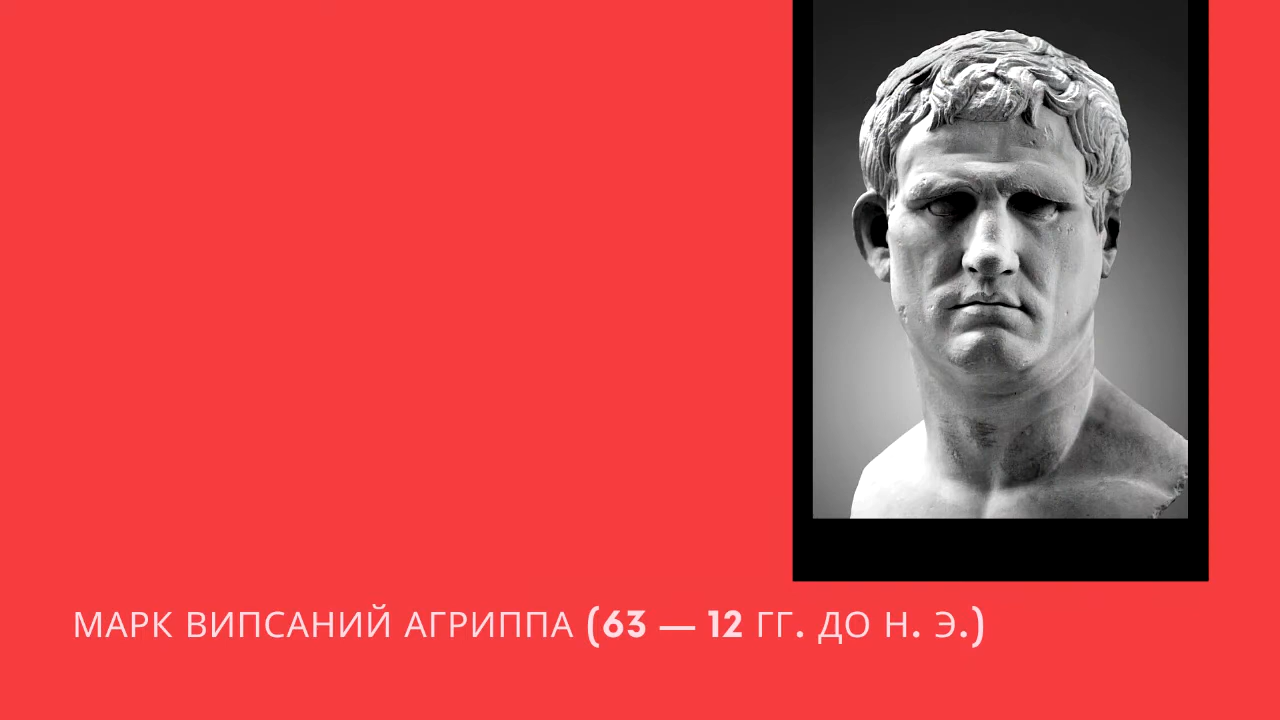 МАРК ВИПСАНИЙ АГРИППА (63 — 12 ГГ. ДО Н. Э.)